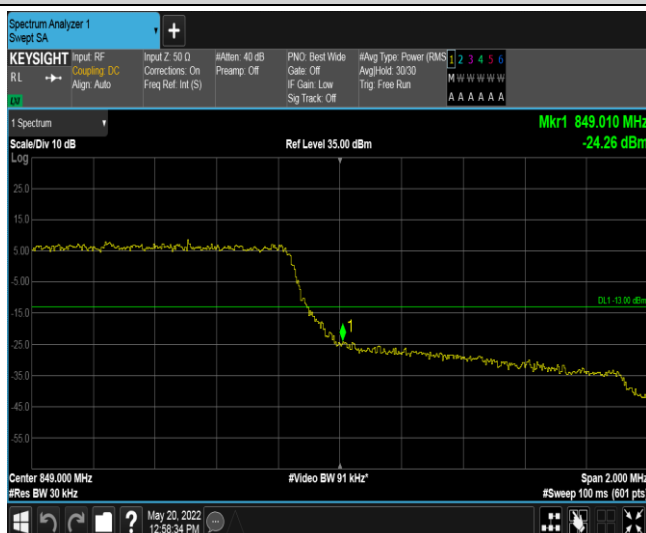 Spectrum Analyzer 1
Swept SA
+
KEYSIGHT
RL
Input: RF
Coupling: DC
Align: Auto
Input Z: 50 Ω
Corrections: On
Freq Ref: Int (S)
#Atten: 40 dB
Preamp: Off
PNO: Best Wide
Gate: Off
IF Gain: Low
Sig Track: Off
#Avg Type: Power (RMS
Avg|Hold: 30/30
Trig: Free Run
1 2 3 4 5 6
M W W W W W
A A A A A A
1 Spectrum
Mkr1 849.010 MHz
Scale/Div 10 dB
Ref Level 35.00 dBm
-24.26 dBm
Log
25.0
15.0
5.00
-5.00
DL1 -13.00 dBm
-15.0
1
-25.0
-35.0
-45.0
-55.0
Center 849.000 MHz
#Video BW 91 kHz*
Span 2.000 MHz
#Res BW 30 kHz
#Sweep 100 ms (601 pts)
?
May 20, 2022
12:58:34 PM